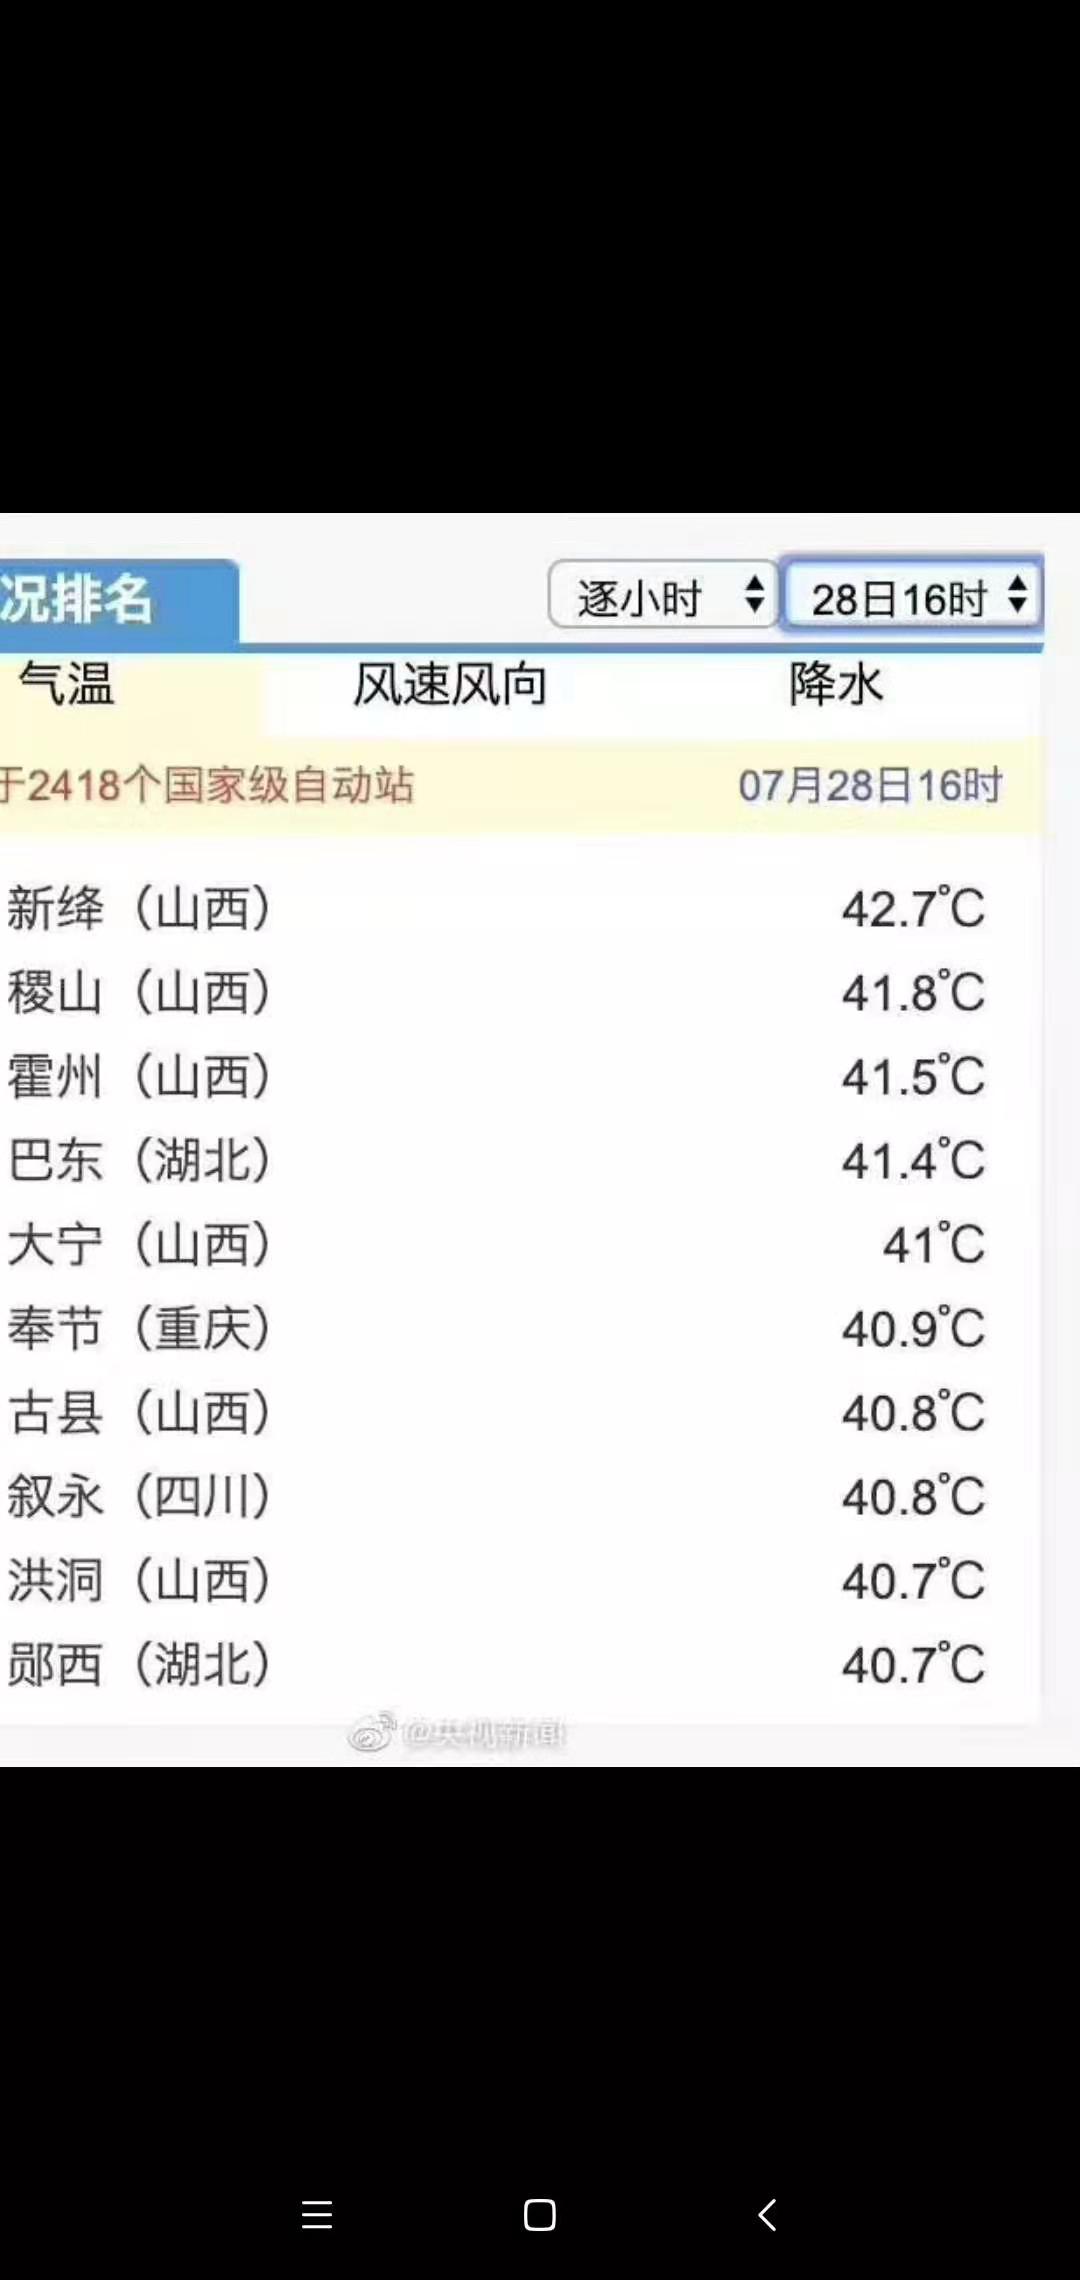 况排名
逐小时 28日16时
气温 风速风向 降水
于2418个国家级自动站 07月28日16时
新绛（山西） 42.7℃
稷山（山西） 41.8℃
霍州（山西） 41.5℃
巴东（湖北） 41.4℃
大宁（山西） 41℃
奉节（重庆） 40.9℃
古县（山西） 40.8℃
叙永（四川） 40.8℃
洪洞（山西） 40.7℃
郧西（湖北） 40.7℃
@央视新闻